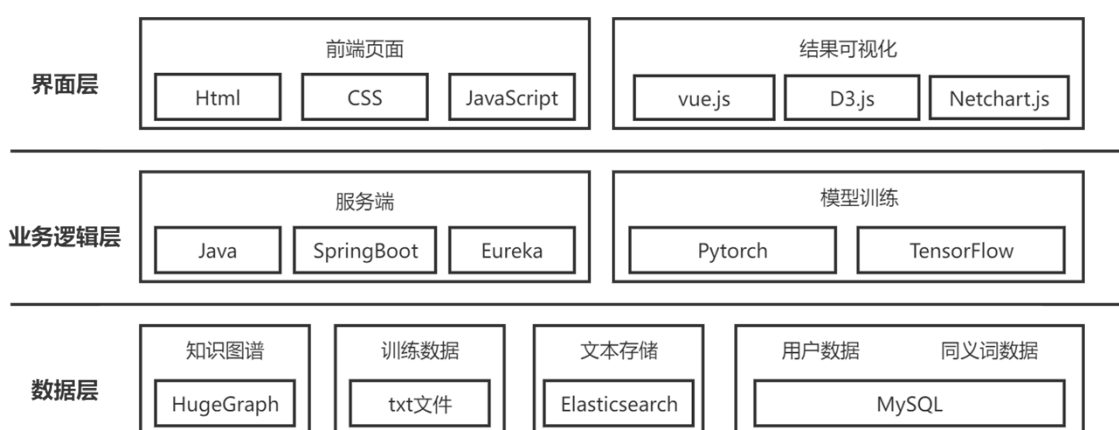 界面层
前端页面
Html
CSS
JavaScript
结果可视化
vue.js
D3.js
Netchart.js
业务逻辑层
服务端
Java
SpringBoot
Eureka
模型训练
Pytorch
TensorFlow
数据层
知识图谱
HugeGraph
训练数据
txt文件
文本存储
Elasticsearch
用户数据 同义词数据
MySQL